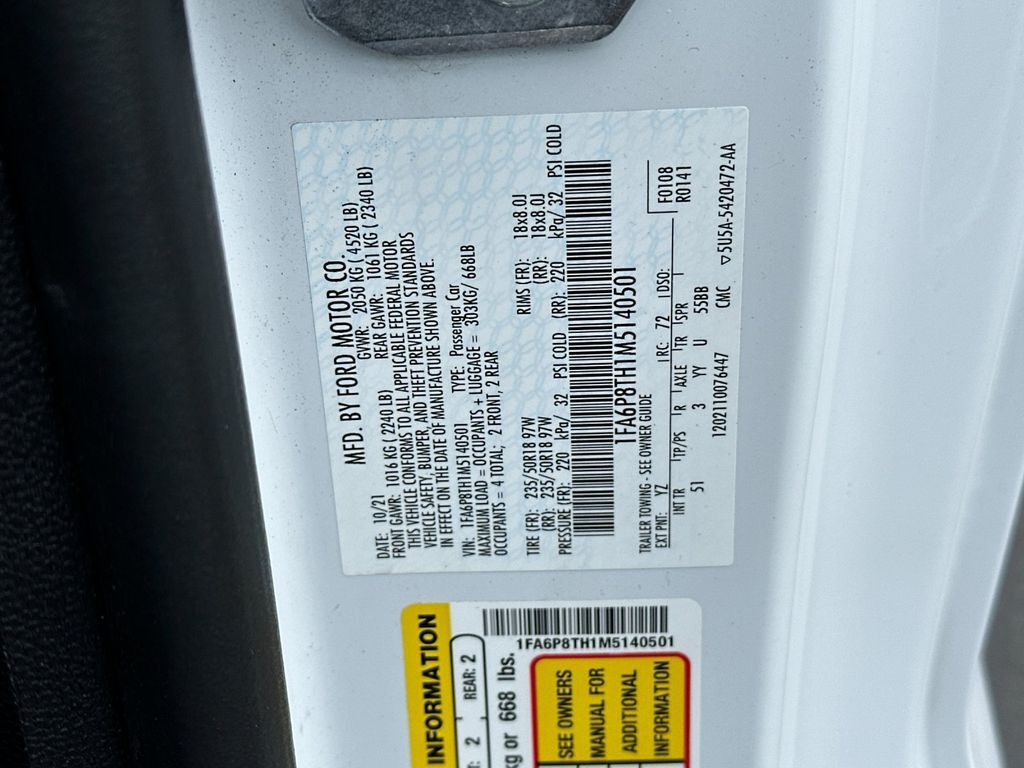 MFD. BY FORD MOTOR CO.
DATE: 10/21 GVWR: 2050 KG ( 4520 LB)
FRONT GAWR: 1016 KG ( 2240 LB) REAR GAWR: 1061 KG ( 2340 LB)
THIS VEHICLE CONFORMS TO ALL APPLICABLE FEDERAL MOTOR
VEHICLE SAFETY, BUMPER, AND THEFT PREVENTION STANDARDS
IN EFFECT ON THE DATE OF MANUFACTURE SHOWN ABOVE.
VIN: 1FA6P8TH1M5140501 TYPE: Passenger Car
MAXIMUM LOAD = OCCUPANTS + LUGGAGE = 303KG/ 668LB
OCCUPANTS = 4 TOTAL; 2 FRONT, 2 REAR
TIRE (FR): 235/50R18 97W RIMS (FR): 18x8.0J
(RR): 235/50R18 97W (RR): 18x8.0J
PRESSURE (FR): 220 kPa/ 32 PSI COLD (RR): 220 kPa/ 32 PSI COLD
1FA6P8TH1M5140501
TRAILER TOWING - SEE OWNER GUIDE F0108
EXT PNT: YZ RC: 72 DSO: R0141
INT TR TP/PS R AXLE TR SPR
51 3 YY U 55BB
1202110076447 CMC ▽5U5A-5420472-AA
INFORMATION
2 REAR: 2
kg or 668 lbs.
1FA6P8TH1M5140501
SEE OWNERS
MANUAL FOR
ADDITIONAL
INFORMATION